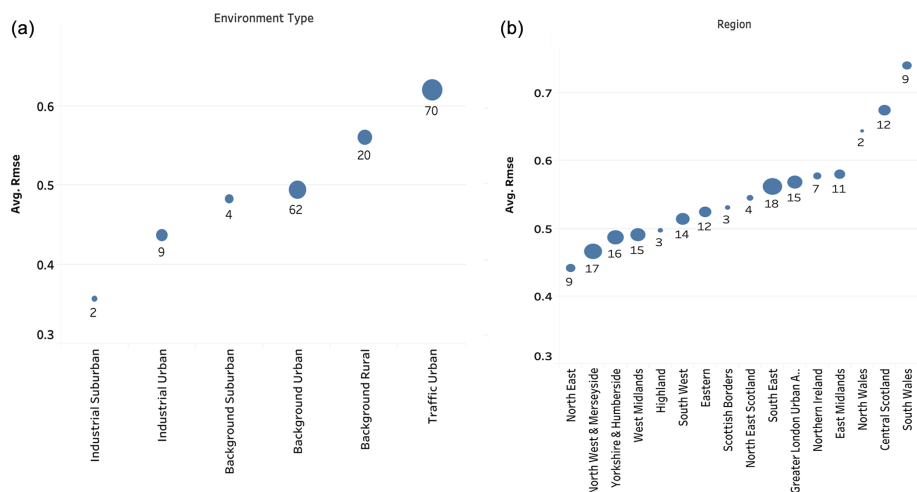 (a)
Environment Type
Avg. Rmse
0.6
0.5
0.4
0.3
2
9
4
62
20
70
Industrial Suburban
Industrial Urban
Background Suburban
Background Urban
Background Rural
Traffic Urban
(b)
Region
Avg. Rmse
0.7
0.6
0.5
0.4
0.3
9
17
16
15
3
14
12
3
4
18
15
7
11
2
12
9
North East
North West & Merseyside
Yorkshire & Humberside
West Midlands
Highland
South West
Eastern
Scottish Borders
North East Scotland
South East
Greater London Urban A..
Northern Ireland
East Midlands
North Wales
Central Scotland
South Wales